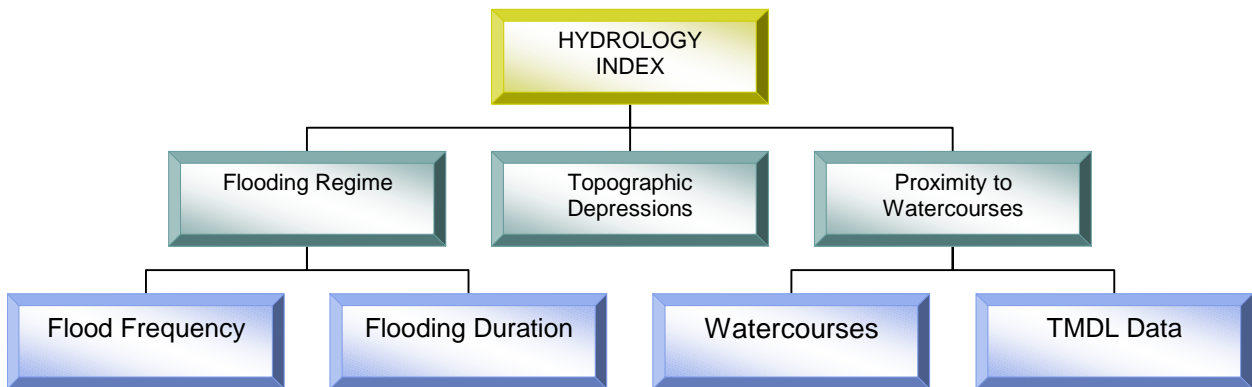 HYDROLOGY
INDEX
Flooding Regime
Topographic
Depressions
Proximity to
Watercourses
Flood Frequency
Flooding Duration
Watercourses
TMDL Data